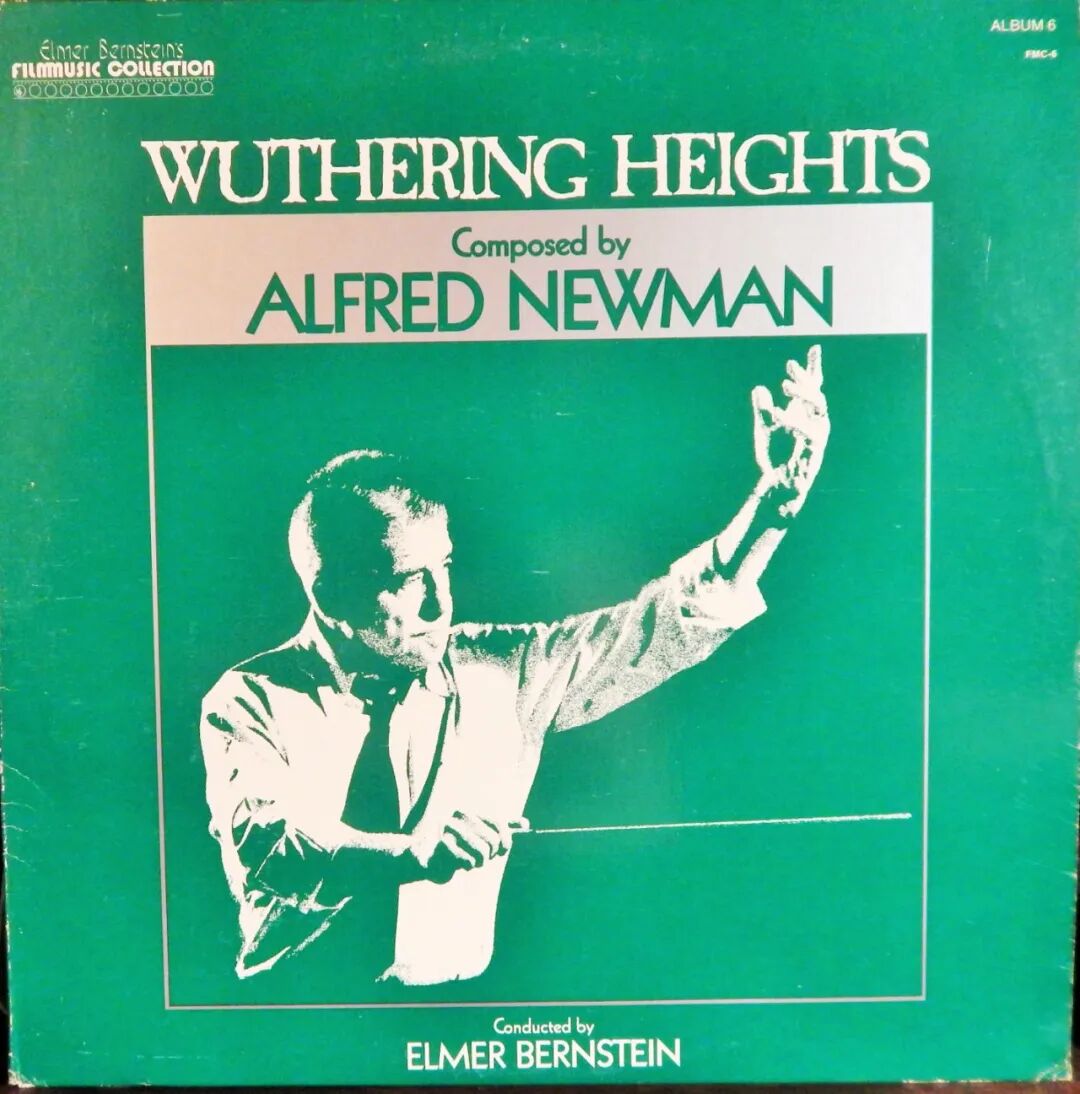 Elmer Bernstein's
FILMMUSIC COLLECTION
ALBUM 6
FMC-6
WUTHERING HEIGHTS
Composed by
ALFRED NEWMAN
Conducted by
ELMER BERNSTEIN